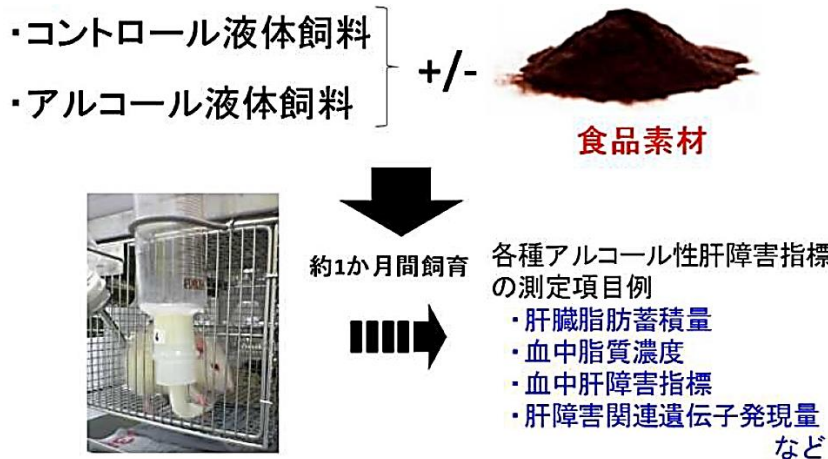 ・コントロール液体飼料
・アルコール液体飼料
+/-
食品素材
約1か月間飼育
各種アルコール性肝障害指標
の測定項目例
・肝臓脂肪蓄積量
・血中脂質濃度
・血中肝障害指標
・肝障害関連遺伝子発現量
など